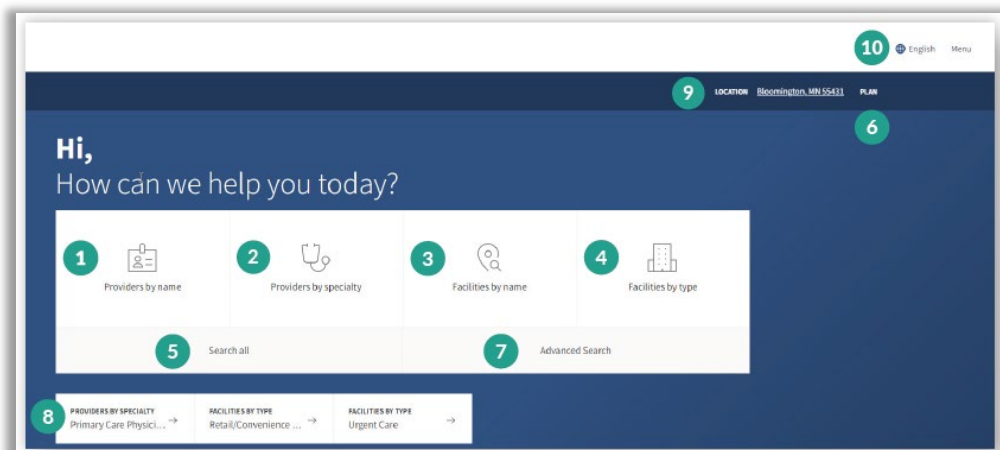 10 English Menu
9 LOCATION Bloomington, MN 55431 PLAN
6
Hi,
How can we help you today?
1 Providers by name
2 Providers by specialty
3 Facilities by name
4 Facilities by type
5 Search all
7 Advanced Search
8 PROVIDERS BY SPECIALTY
Primary Care Physici... →
FACILITIES BY TYPE
Retail/Convenience ... →
FACILITIES BY TYPE
Urgent Care →